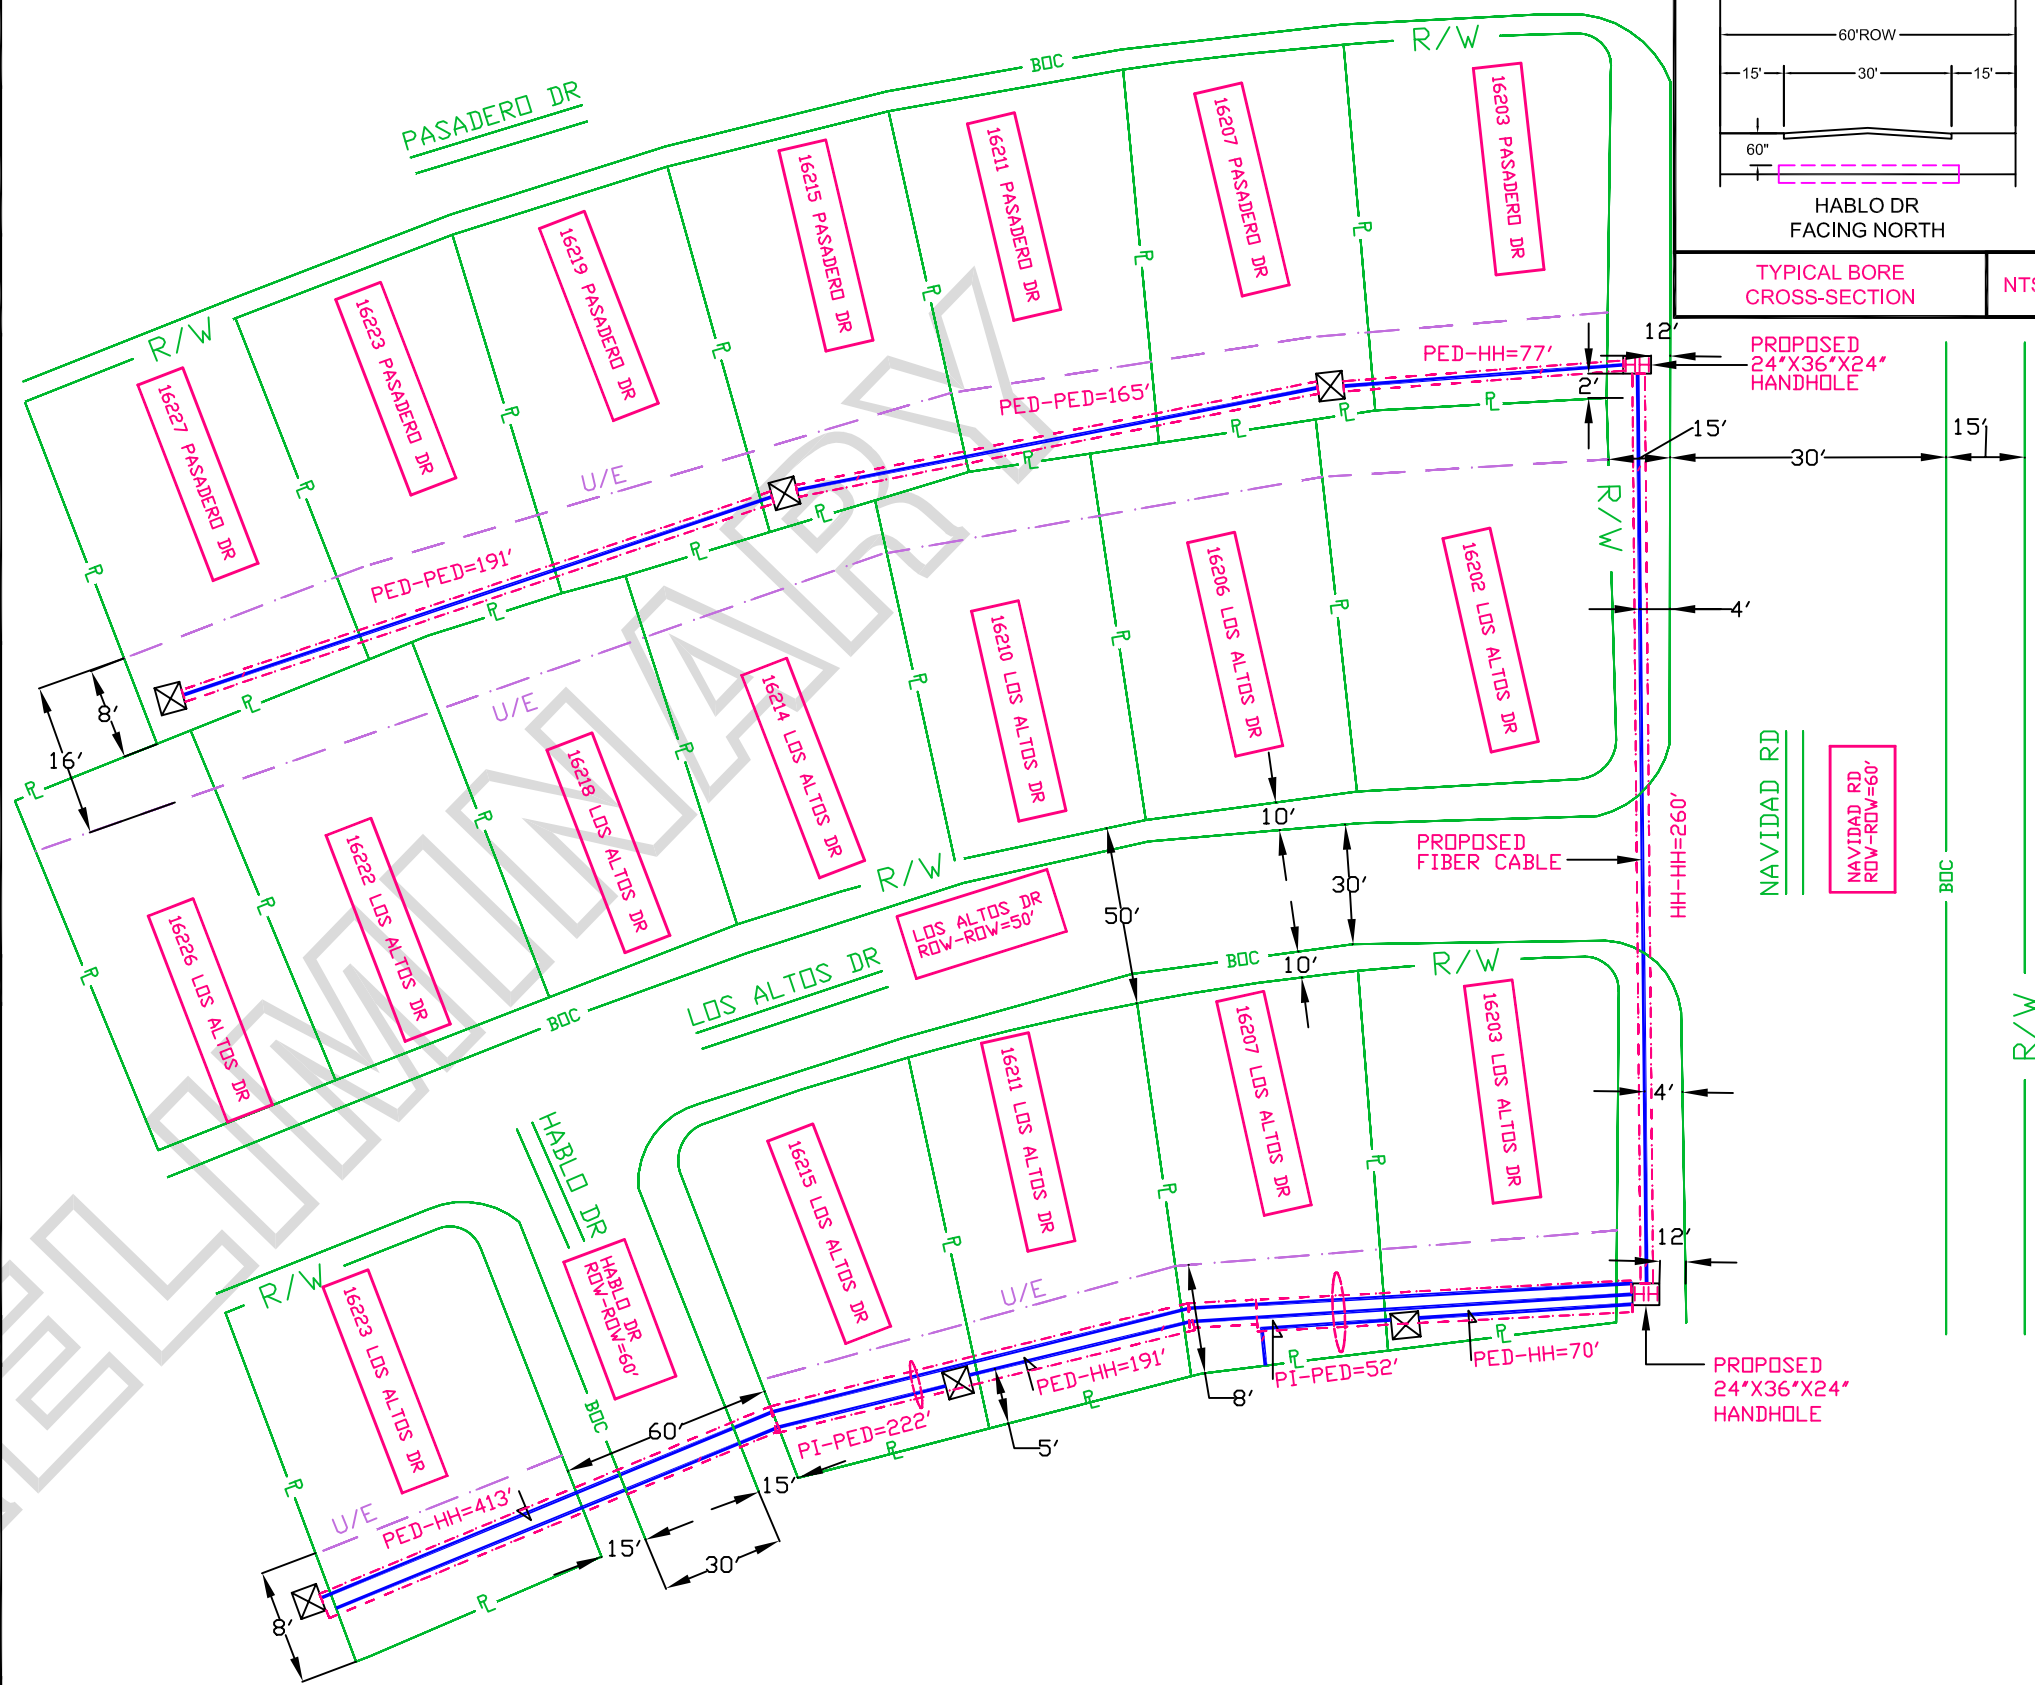 60'ROW
15'
30'
15'
60"
HABLO DR
FACING NORTH
TYPICAL BORE
CROSS-SECTION
PASADERO DR
BOC
R/W
R/W
16227 PASADERO DR
16223 PASADERO DR
16219 PASADERO DR
16215 PASADERO DR
16211 PASADERO DR
16207 PASADERO DR
16203 PASADERO DR
PED-HH=77'
12'
PROPOSED
24"X36"X24"
HANDHOLE
2'
PED-PED=165'
15'
30'
15'
U/E
PED-PED=191'
R/W
8'
16'
U/E
4'
16226 LOS ALTOS DR
16222 LOS ALTOS DR
16218 LOS ALTOS DR
16214 LOS ALTOS DR
16210 LOS ALTOS DR
16206 LOS ALTOS DR
16202 LOS ALTOS DR
NAVIDAD RD
NAVIDAD RD
ROW-ROW=60'
HH-HH=260'
BOC
R/W
10'
PROPOSED
FIBER CABLE
30'
50'
R/W
LOS ALTOS DR
ROW-ROW=50'
LOS ALTOS DR
BOC
BOC
10'
R/W
4'
HABLO DR
HABLO DR
ROW-ROW=60'
R/W
16223 LOS ALTOS DR
16215 LOS ALTOS DR
16211 LOS ALTOS DR
16207 LOS ALTOS DR
16203 LOS ALTOS DR
12'
U/E
PED-HH=191'
PI-PED=52'
PED-HH=70'
8'
5'
PROPOSED
24"X36"X24"
HANDHOLE
BOC
60'
PI-PED=222'
15'
U/E
PED-HH=413'
15'
30'
8'
ELIMINARY